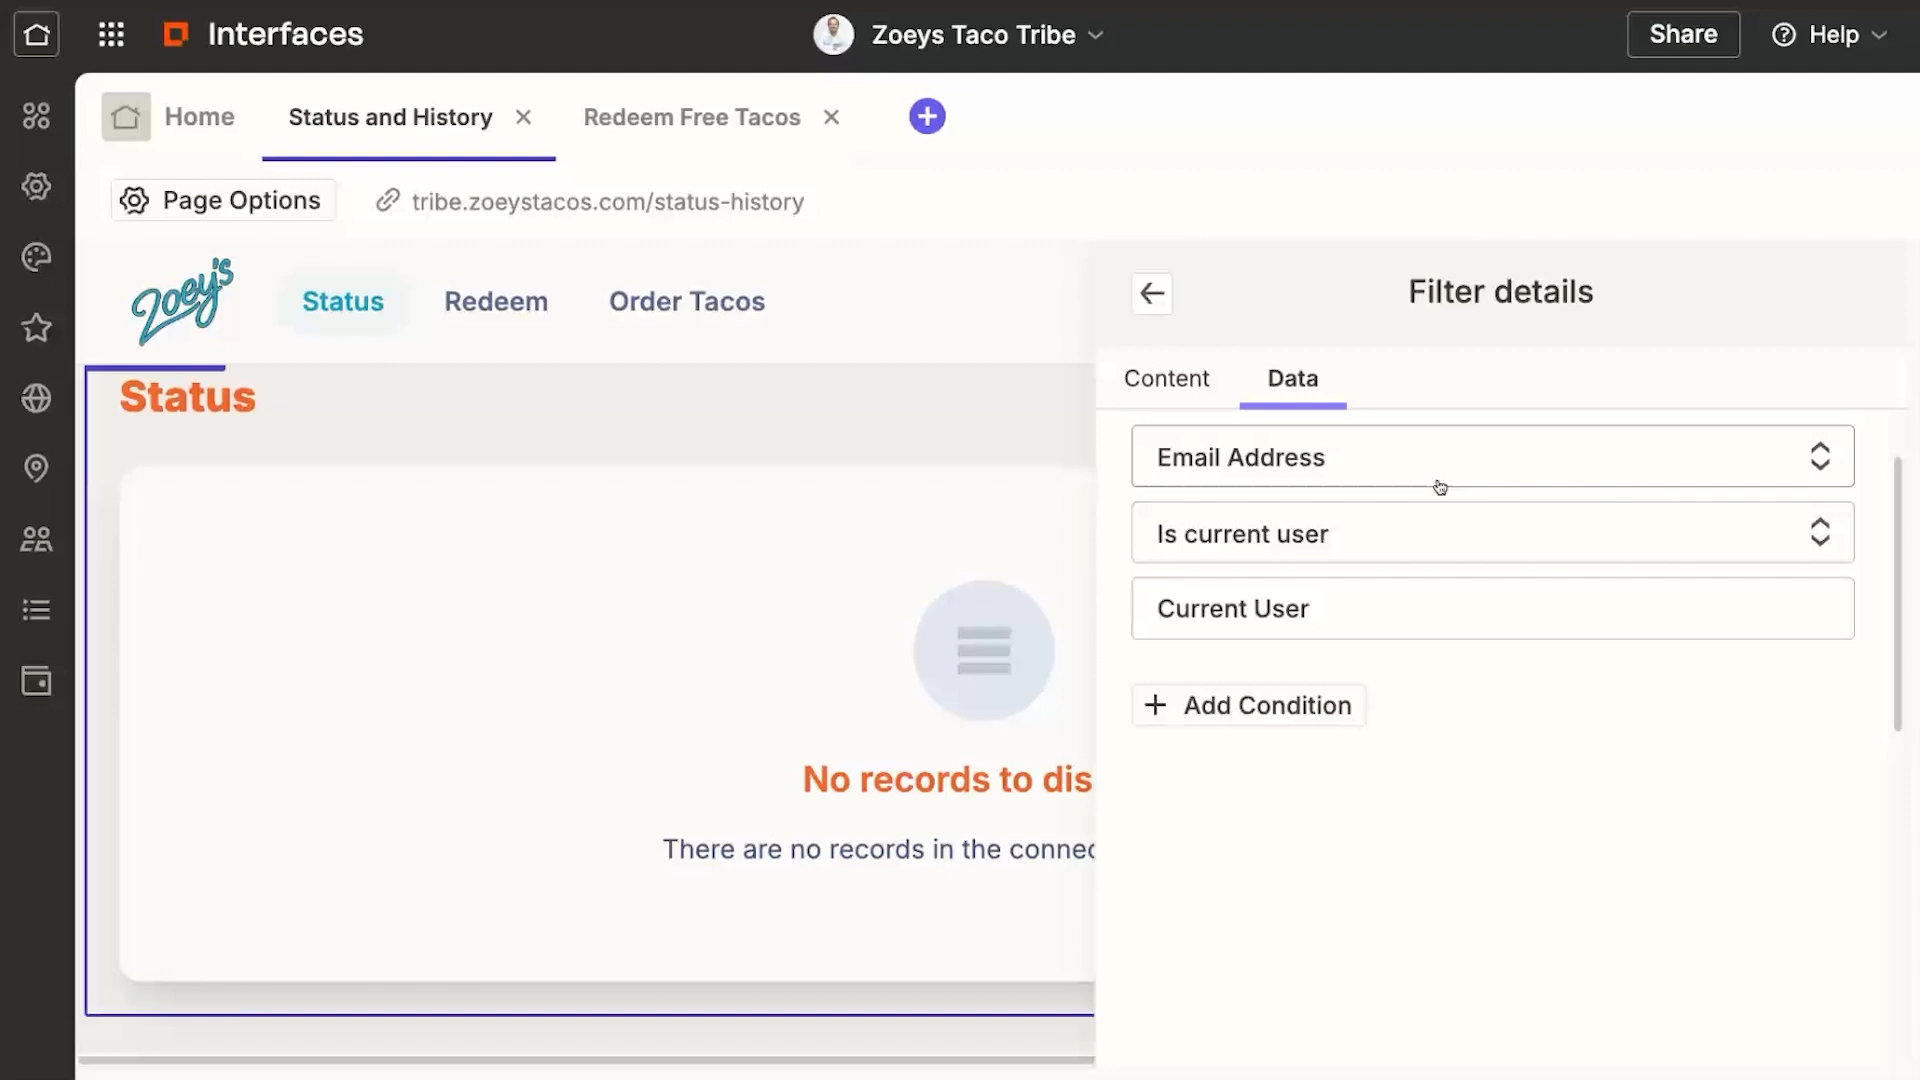 Interfaces
Zoeys Taco Tribe
Share
Help
Home
Status and History
Redeem Free Tacos
Page Options
tribe.zoeystacos.com/status-history
Zoey's
Status
Redeem
Order Tacos
Filter details
Content
Data
Status
Email Address
Is current user
Current User
Add Condition
No records to dis
There are no records in the connec